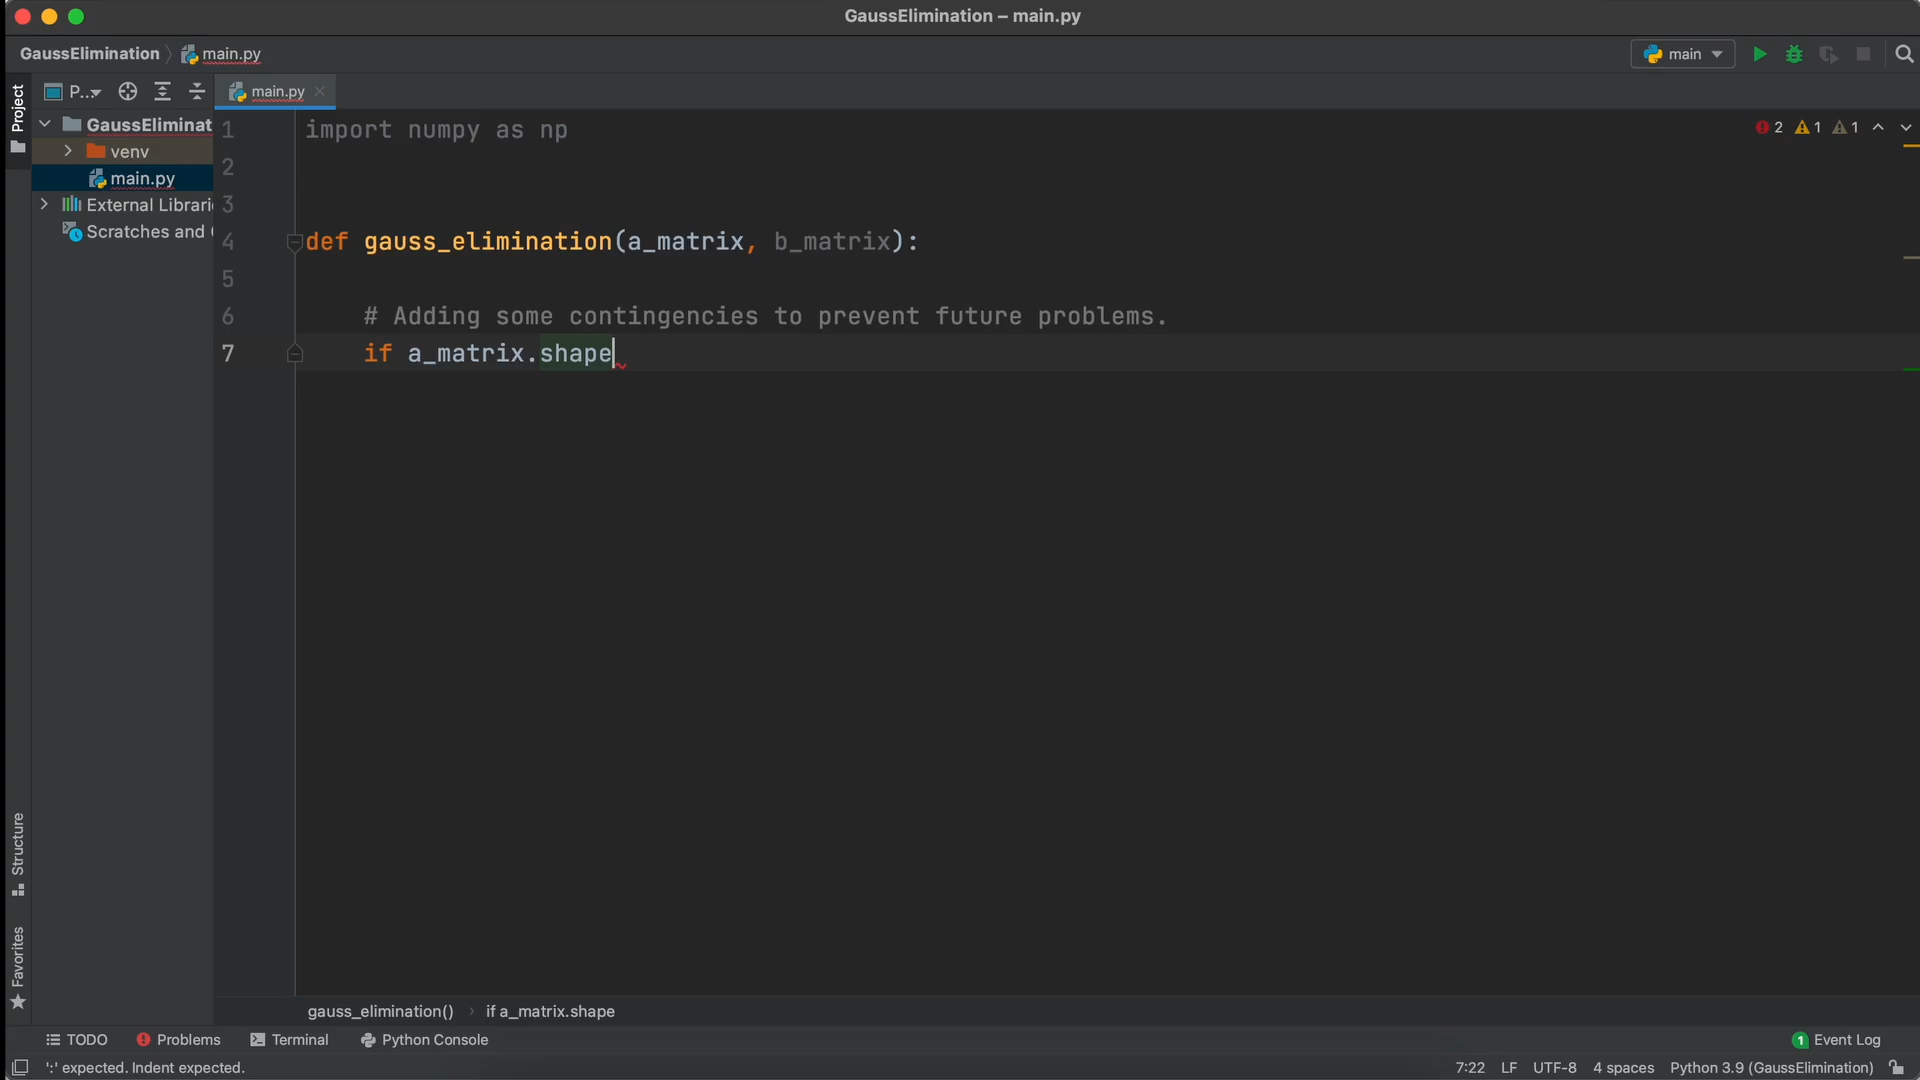 GaussElimination – main.py
GaussElimination main.py
main
Project
P...
main.py
GaussEliminat
venv
main.py
External Librari
Scratches and
2 1 1
1 import numpy as np
2
3
4 def gauss_elimination(a_matrix, b_matrix):
5
6 # Adding some contingencies to prevent future problems.
7 if a_matrix.shape
Structure
Favorites
gauss_elimination() if a_matrix.shape
TODO Problems Terminal Python Console
1 Event Log
':' expected. Indent expected.
7:22 LF UTF-8 4 spaces Python 3.9 (GaussElimination)